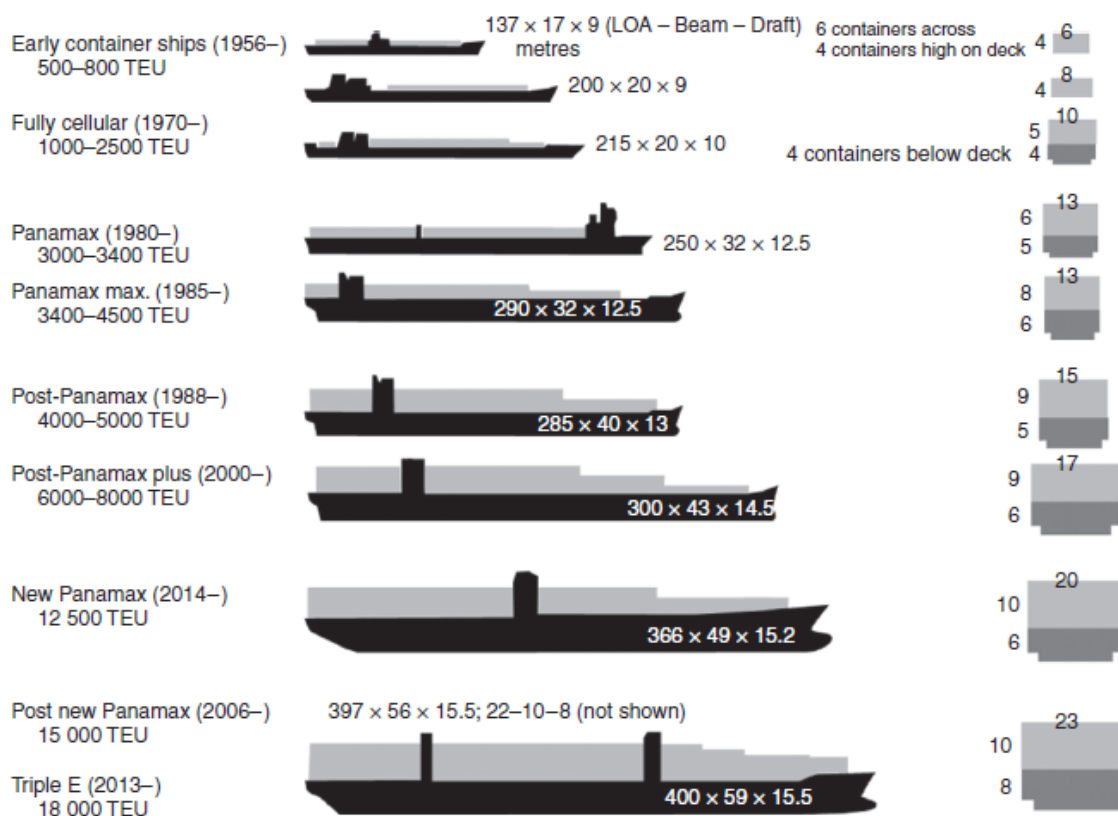 Early container ships (1956–)
500–800 TEU
137 × 17 × 9 (LOA – Beam – Draft)
metres
6 containers across
4 containers high on deck
6
4
200 × 20 × 9
8
4
Fully cellular (1970–)
1000–2500 TEU
215 × 20 × 10
4 containers below deck
10
5
4
Panamax (1980–)
3000–3400 TEU
250 × 32 × 12.5
13
6
5
Panamax max. (1985–)
3400–4500 TEU
290 × 32 × 12.5
13
8
6
Post-Panamax (1988–)
4000–5000 TEU
285 × 40 × 13
15
9
5
Post-Panamax plus (2000–)
6000–8000 TEU
300 × 43 × 14.5
17
9
6
New Panamax (2014–)
12 500 TEU
366 × 49 × 15.2
20
10
6
Post new Panamax (2006–)
15 000 TEU
397 × 56 × 15.5; 22–10–8 (not shown)
Triple E (2013–)
18 000 TEU
400 × 59 × 15.5
23
10
8